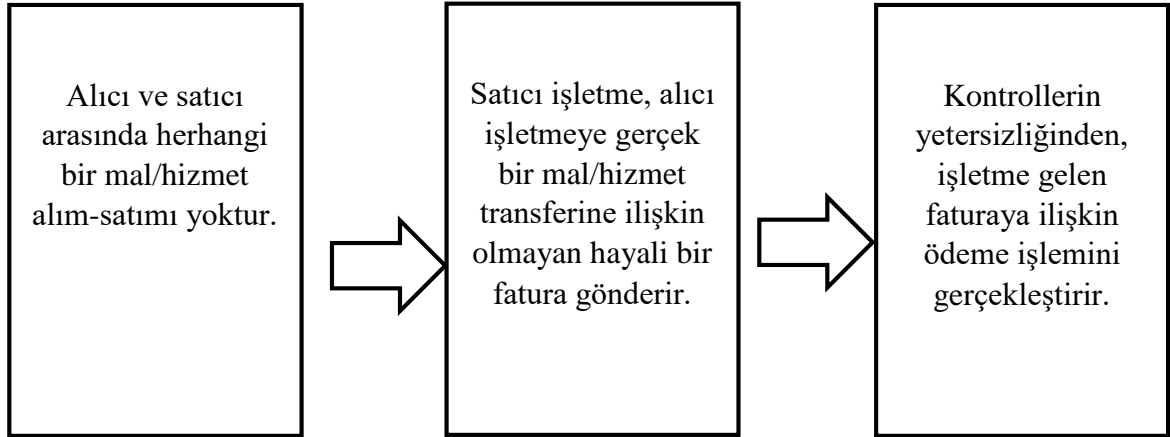 Alıcı ve satıcı
arasında herhangi
bir mal/hizmet
alım-satımı yoktur.
Satıcı işletme, alıcı
işletmeye gerçek
bir mal/hizmet
transferine ilişkin
olmayan hayali bir
fatura gönderir.
Kontrollerin
yetersizliğinden,
işletme gelen
faturaya ilişkin
ödeme işlemini
gerçekleştirir.